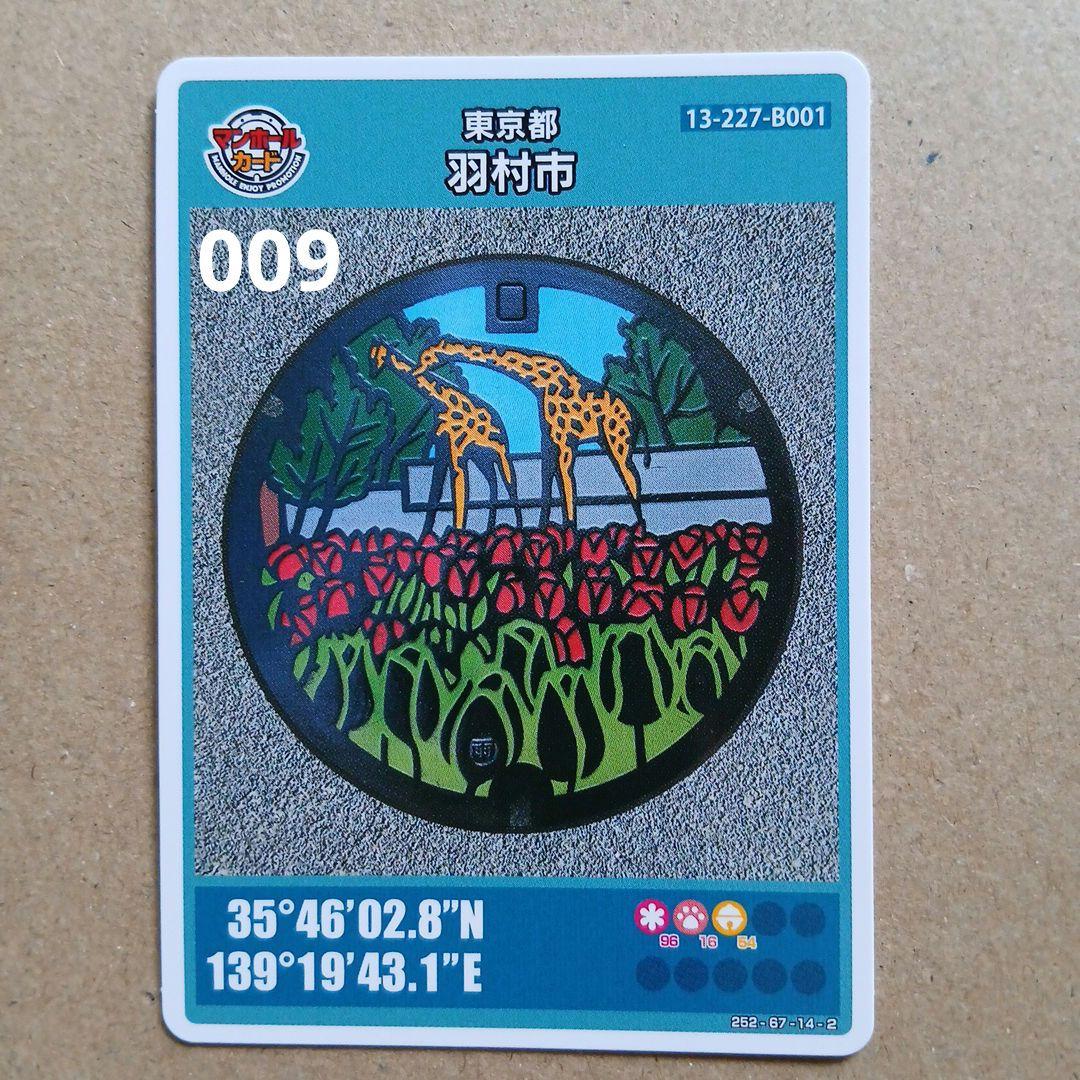 マンホール
カード
MANHOLE ENJOY PROMOTION
東京都
羽村市
13-227-B001
009
35°46’02.8”N
139°19’43.1”E
96 16 54
252-67-14-2